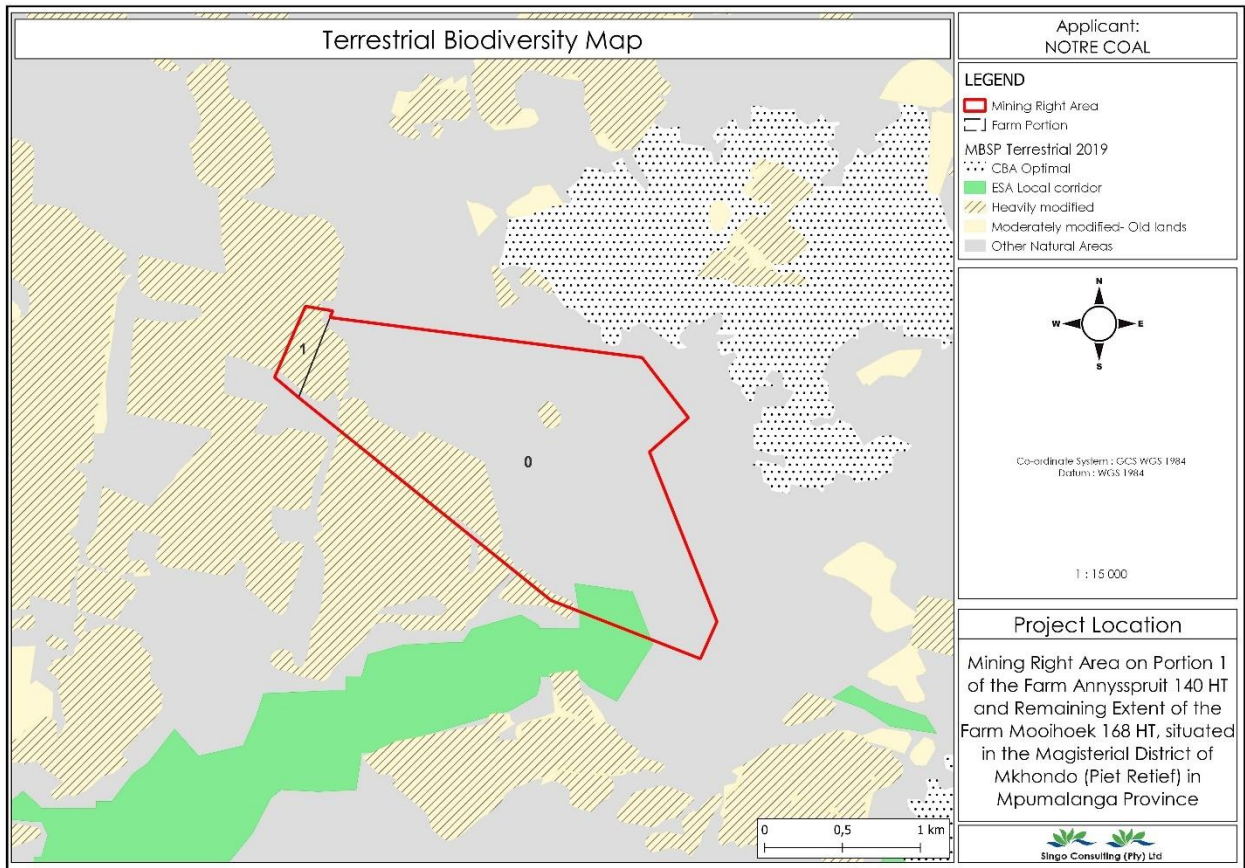 Terrestrial Biodiversity Map
Applicant:
NOTRE COAL
LEGEND
Mining Right Area
Farm Portion
MBSP Terrestrial 2019
CBA Optimal
ESA Local corridor
Heavily modified
Moderately modified- Old lands
Other Natural Areas
N
W
E
S
Co-ordinate System : GCS WGS 1984
Datum : WGS 1984
1 : 15 000
Project Location
Mining Right Area on Portion 1
of the Farm Annysspruit 140 HT
and Remaining Extent of the
Farm Mooihoek 168 HT, situated
in the Magisterial District of
Mkhondo (Piet Retief) in
Mpumalanga Province
Singo Consulting (Pty) Ltd
1
0
0
0,5
1 km